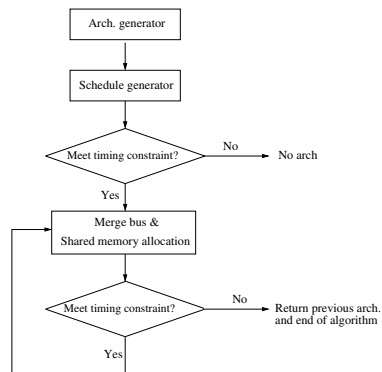 Arch. generator
Schedule generator
Meet timing constraint?
No
No arch
Yes
Merge bus &
Shared memory allocation
Meet timing constraint?
No
Return previous arch.
and end of algorithm
Yes